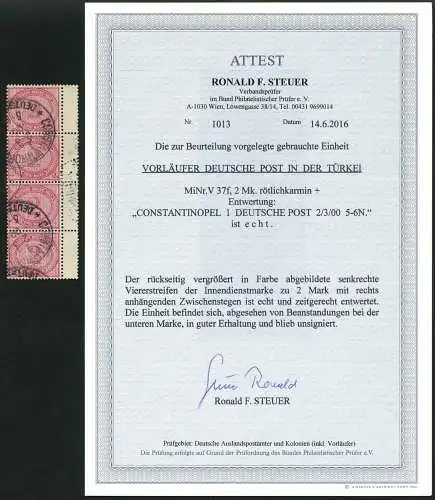 ATTEST
RONALD F. STEUER
Verbandsprüfer
im Bund Philatelistischer Prüfer e. V.
A-1030 Wien, Löwengasse 38/14, Tel. 00431 9699014
Nr. 1013 Datum 14.6.2016
Die zur Beurteilung vorgelegte gebrauchte Einheit
VORLÄUFER DEUTSCHE POST IN DER TÜRKEI
MiNr.V 37f, 2 Mk. rötlichkarmin +
Entwertung:
„CONSTANTINOPEL 1 DEUTSCHE POST 2/3/00 5-6N.“
ist echt.
Der rückseitig vergrößert in Farbe abgebildete senkrechte
Viererstreifen der Innendienstmarke zu 2 Mark mit rechts
anhängenden Zwischenstegen ist echt und zeitgerecht entwertet.
Die Einheit befindet sich, abgesehen von Beanstandungen bei der
unteren Marke, in guter Erhaltung und blieb unsigniert.
Ronald
Ronald F. STEUER
Prüfgebiet: Deutsche Auslandspostämter und Kolonien (inkl. Vorläufer)
Die Prüfung erfolgte auf Grund der Prüfordnung des Bundes Philatelistischer Prüfer e.V.